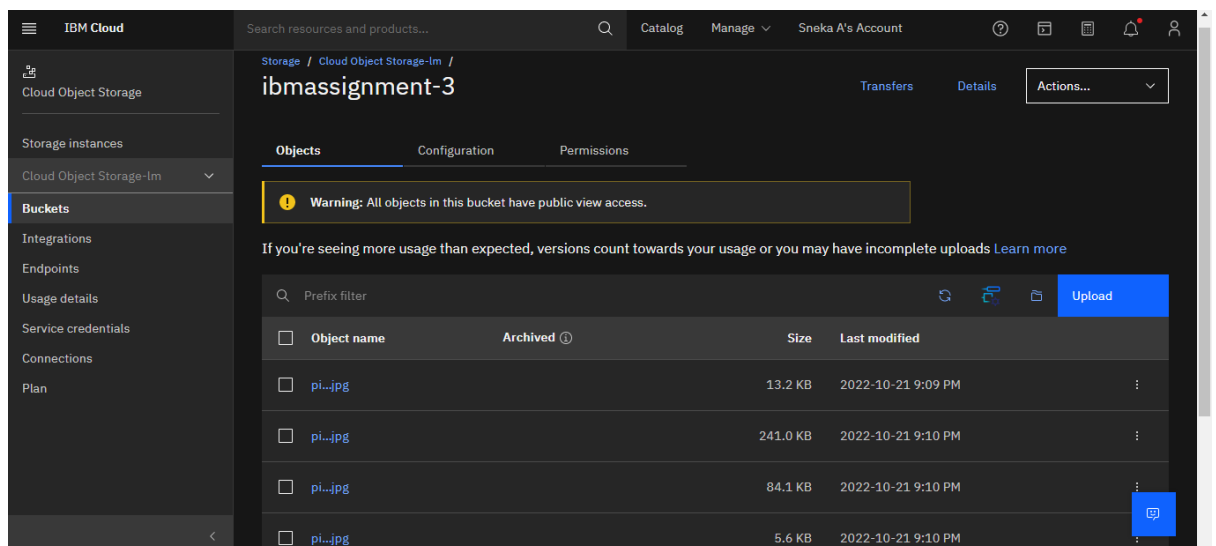 IBM Cloud
Search resources and products...
Catalog
Manage
Sneka A's Account
Cloud Object Storage
Storage instances
Cloud Object Storage-lm
Buckets
Integrations
Endpoints
Usage details
Service credentials
Connections
Plan
Storage / Cloud Object Storage-lm /
ibmassignment-3
Transfers
Details
Actions...
Objects
Configuration
Permissions
Warning: All objects in this bucket have public view access.
If you're seeing more usage than expected, versions count towards your usage or you may have incomplete uploads Learn more
Prefix filter
Upload
Object name Archived Size Last modified
pi...jpg 13.2 KB 2022-10-21 9:09 PM
pi...jpg 241.0 KB 2022-10-21 9:10 PM
pi...jpg 84.1 KB 2022-10-21 9:10 PM
pi...jpg 5.6 KB 2022-10-21 9:10 PM